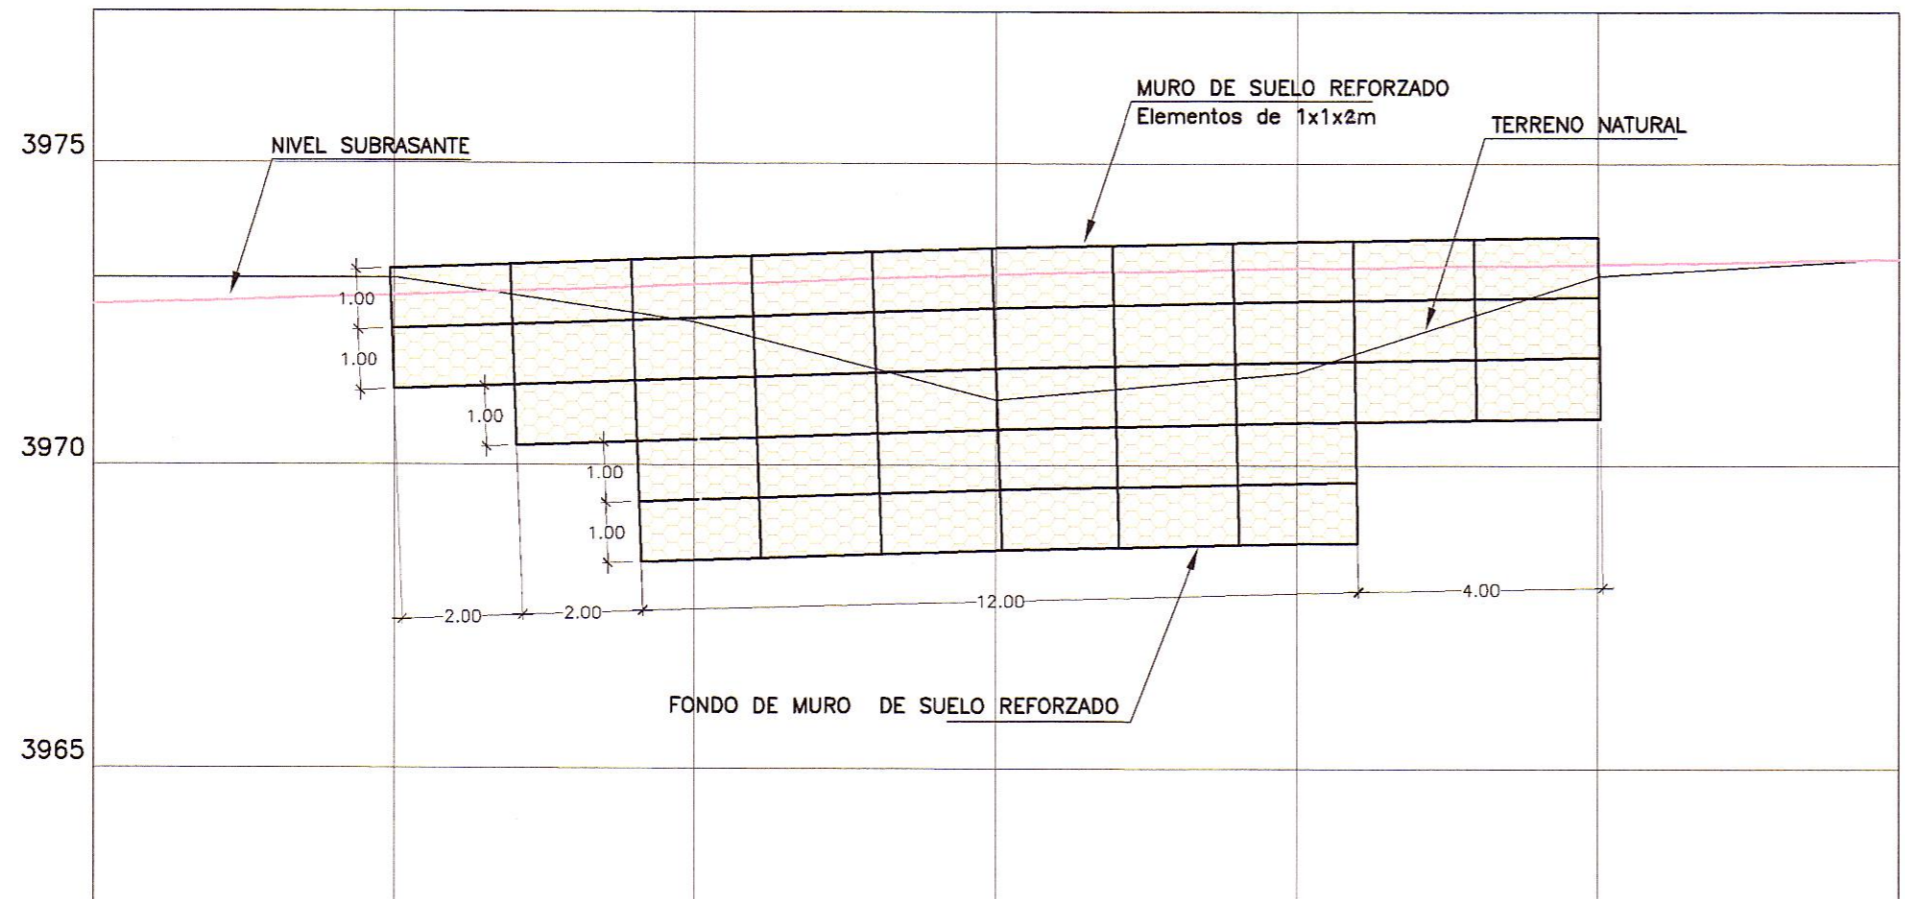 MURO DE SUELO REFORZADO
Elementos de 1x1x2m
TERRENO NATURAL
3975
NIVEL SUBRASANTE
1.00
1.00
1.00
3970
1.00
1.00
2.00
2.00
12.00
4.00
FONDO DE MURO DE SUELO REFORZADO
3965